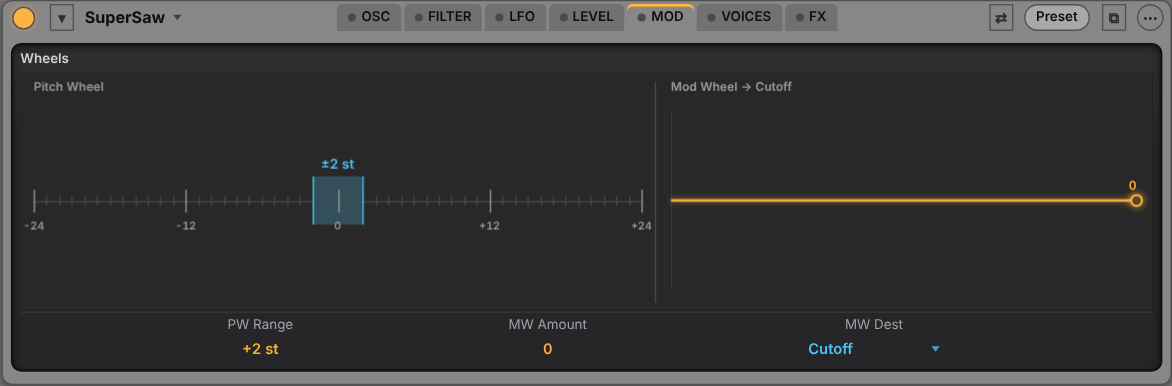 SuperSaw
OSC FILTER LFO LEVEL MOD VOICES FX
Preset
Wheels
Pitch Wheel
±2 st
-24 -12 0 +12 +24
Mod Wheel → Cutoff
0
PW Range MW Amount MW Dest
+2 st 0 Cutoff